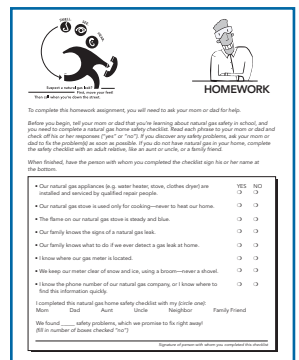 SMELL
SEE
HEAR
Suspect a natural gas leak?
First, move your feet!
Then call when you're down the street.
HOMEWORK
To complete this homework assignment, you will need to ask your mom or dad for help.
Before you begin, tell your mom or dad that you're learning about natural gas safety in school, and
you need to complete a natural gas home safety checklist. Read each phrase to your mom or dad and
check off his or her responses ("yes" or "no"). If you discover any safety problems, ask your mom or
dad to fix the problem(s) as soon as possible. If you do not have natural gas in your home, complete
the safety checklist with an adult relative, like an aunt or uncle, or a family friend.
When finished, have the person with whom you completed the checklist sign his or her name at
the bottom.
YES NO
• Our natural gas appliances (e.g. water heater, stove, clothes dryer) are
installed and serviced by qualified repair people.
• Our natural gas stove is used only for cooking—never to heat our home.
• The flame on our natural gas stove is steady and blue.
• Our family knows the signs of a natural gas leak.
• Our family knows what to do if we ever detect a gas leak at home.
• I know where our gas meter is located.
• We keep our meter clear of snow and ice, using a broom—never a shovel.
• I know the phone number of our natural gas company, or I know where to
find this information quickly.
I completed this natural gas home safety checklist with my (circle one):
Mom Dad Aunt Uncle Neighbor Family Friend
We found _____ safety problems, which we promise to fix right away!
(fill in number of boxes checked "no")
Signature of person with whom you completed this checklist